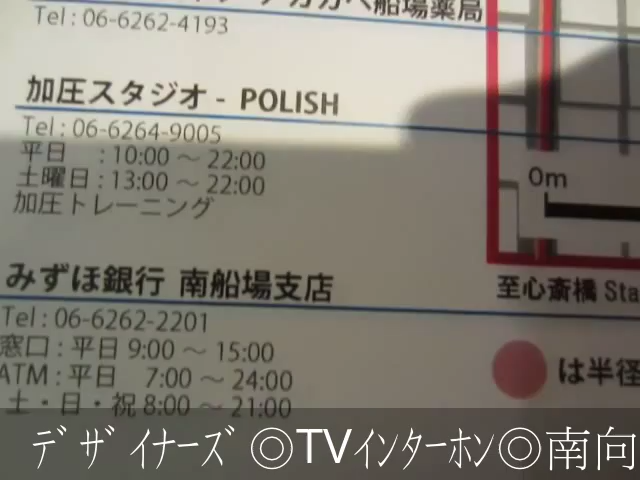 船場薬局
Tel : 06-6262-4193
加圧スタジオ - POLISH
Tel : 06-6264-9005
平日 : 10:00 ～ 22:00
土曜日 : 13:00 ～ 22:00
加圧トレーニング
みずほ銀行 南船場支店
Tel : 06-6262-2201
窓口 : 平日 9:00 ～ 15:00
ATM : 平日 7:00 ～ 24:00
土・日・祝 8:00 ～ 21:00
0m
至心斎橋 Sta
は半径
ﾃﾞｻﾞｲﾅｰｽﾞ◎TVｲﾝﾀｰﾎﾝ◎南向